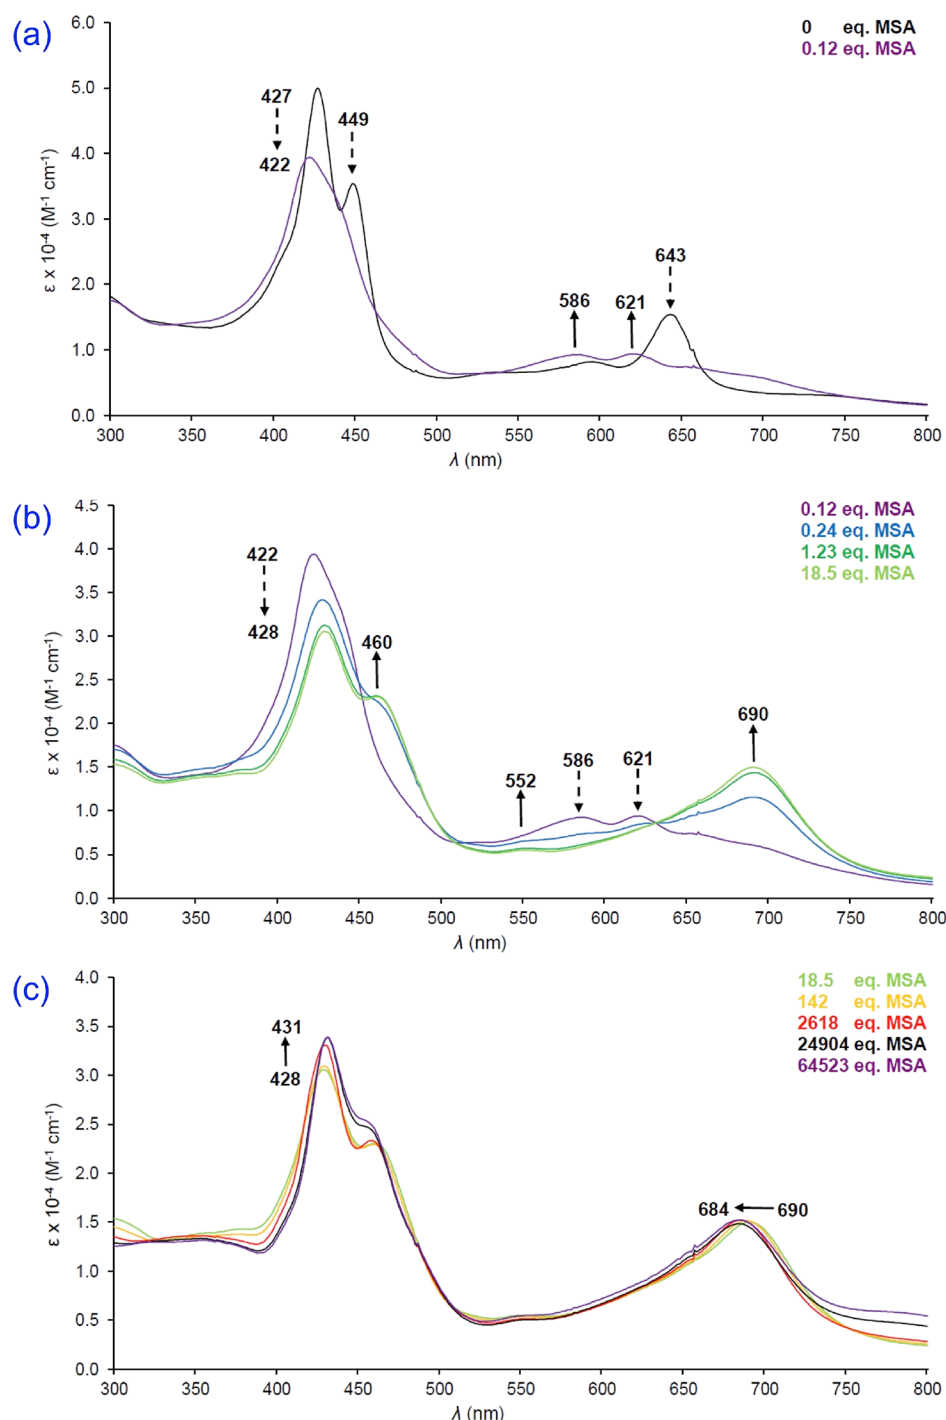 (a)
6.0
5.0
4.0
3.0
2.0
1.0
0.0
ε x 10⁻⁴ (M⁻¹ cm⁻¹)
0 eq. MSA
0.12 eq. MSA
427
422
449
586
621
643
300 350 400 450 500 550 600 650 700 750 800
λ (nm)
(b)
4.5
4.0
3.5
3.0
2.5
2.0
1.5
1.0
0.5
0.0
ε x 10⁻⁴ (M⁻¹ cm⁻¹)
0.12 eq. MSA
0.24 eq. MSA
1.23 eq. MSA
18.5 eq. MSA
422
428
460
552
586
621
690
300 350 400 450 500 550 600 650 700 750 800
λ (nm)
(c)
4.0
3.5
3.0
2.5
2.0
1.5
1.0
0.5
0.0
ε x 10⁻⁴ (M⁻¹ cm⁻¹)
18.5 eq. MSA
142 eq. MSA
2618 eq. MSA
24904 eq. MSA
64523 eq. MSA
431
428
684 690
300 350 400 450 500 550 600 650 700 750 800
λ (nm)